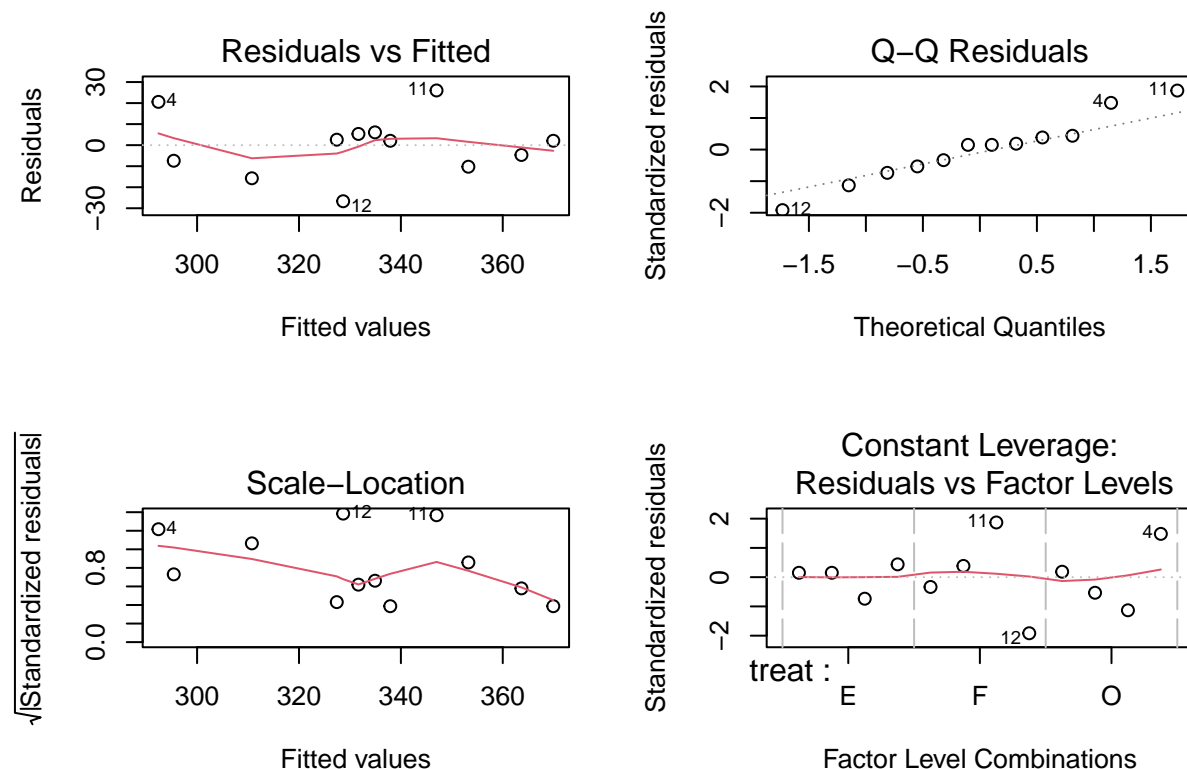 Residuals vs Fitted
Residuals
30
0
−30
4
11
12
300 320 340 360
Fitted values
Q−Q Residuals
Standardized residuals
2
0
−2
12
4
11
−1.5 −0.5 0.5 1.5
Theoretical Quantiles
Scale−Location
√|Standardized residuals|
0.8
0.0
4
12
11
300 320 340 360
Fitted values
Constant Leverage:
Residuals vs Factor Levels
Standardized residuals
2
0
−2
11
4
12
treat :
E F O
Factor Level Combinations